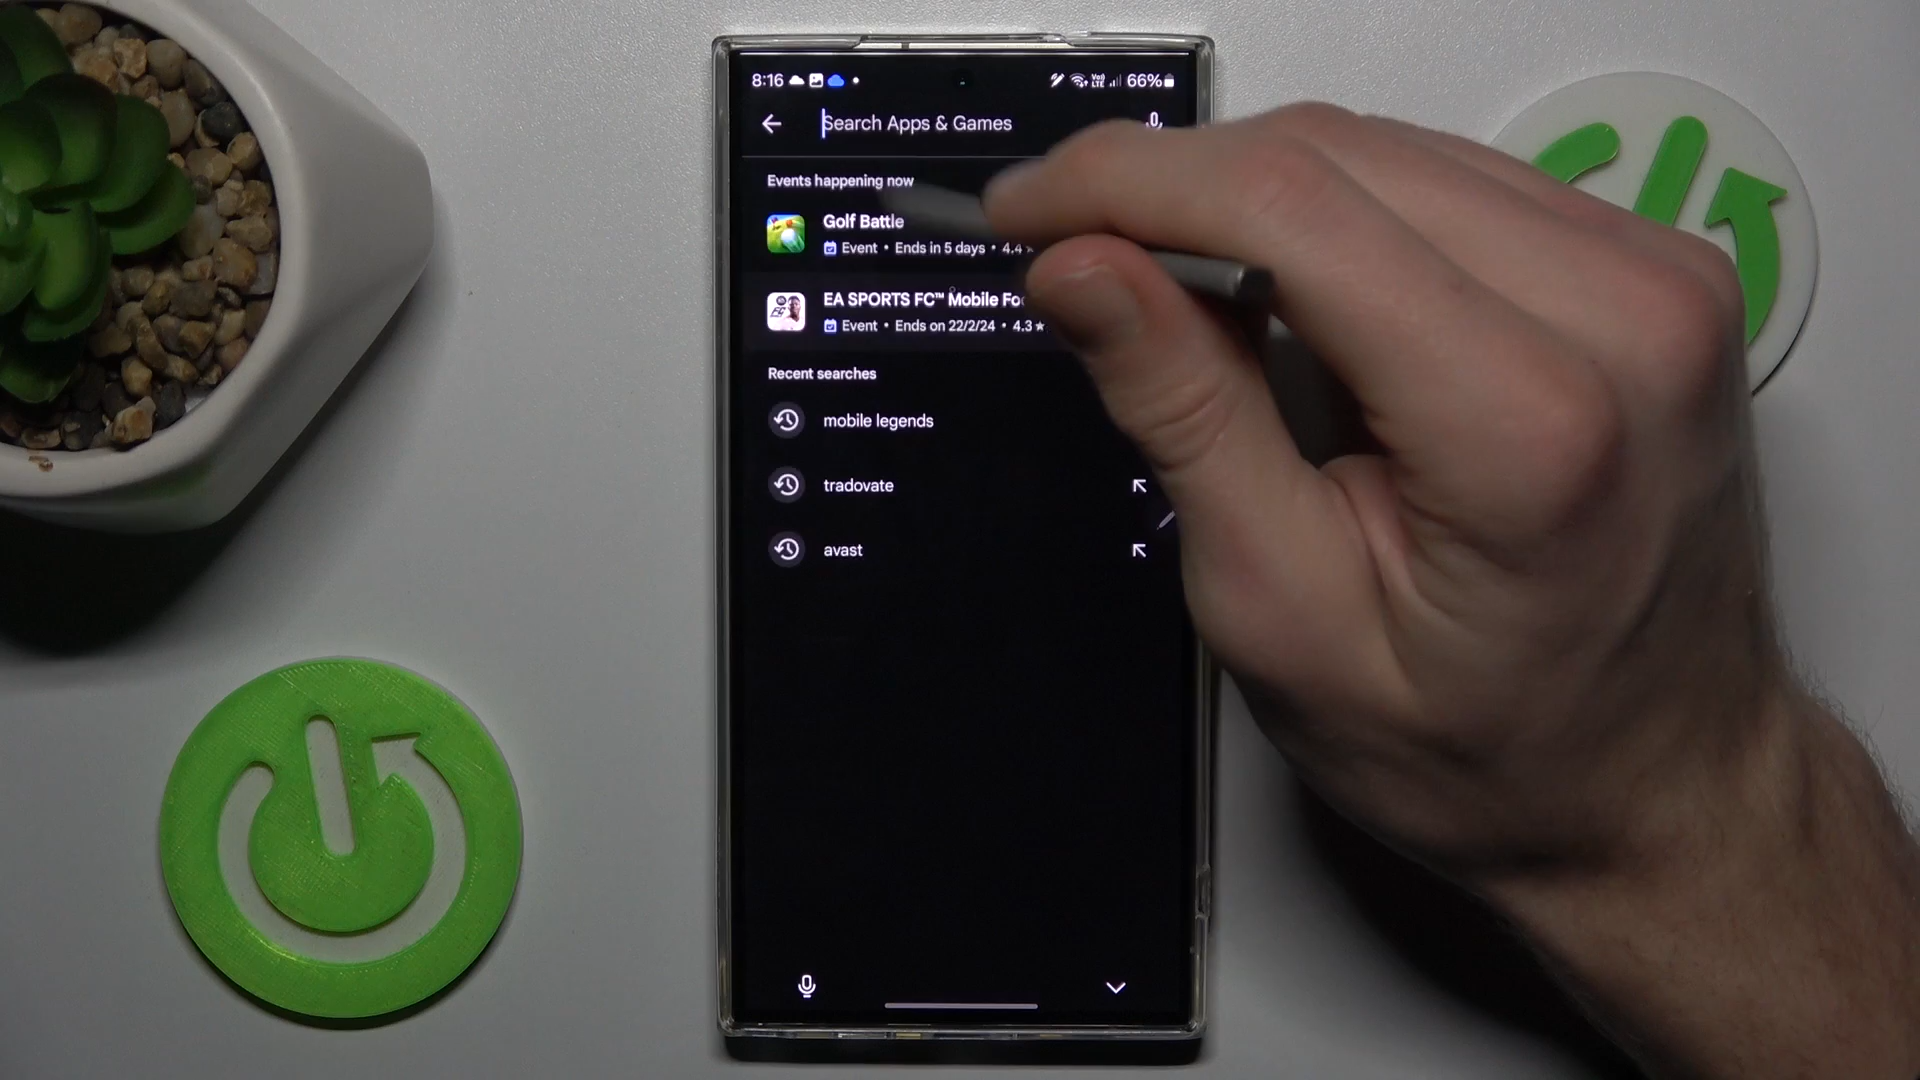 8:16 66%
Search Apps & Games
Events happening now
Golf Battle
Event • Ends in 5 days • 4.4
EA SPORTS FC™ Mobile Fo
Event • Ends on 22/2/24 • 4.3★
Recent searches
mobile legends
tradovate
avast